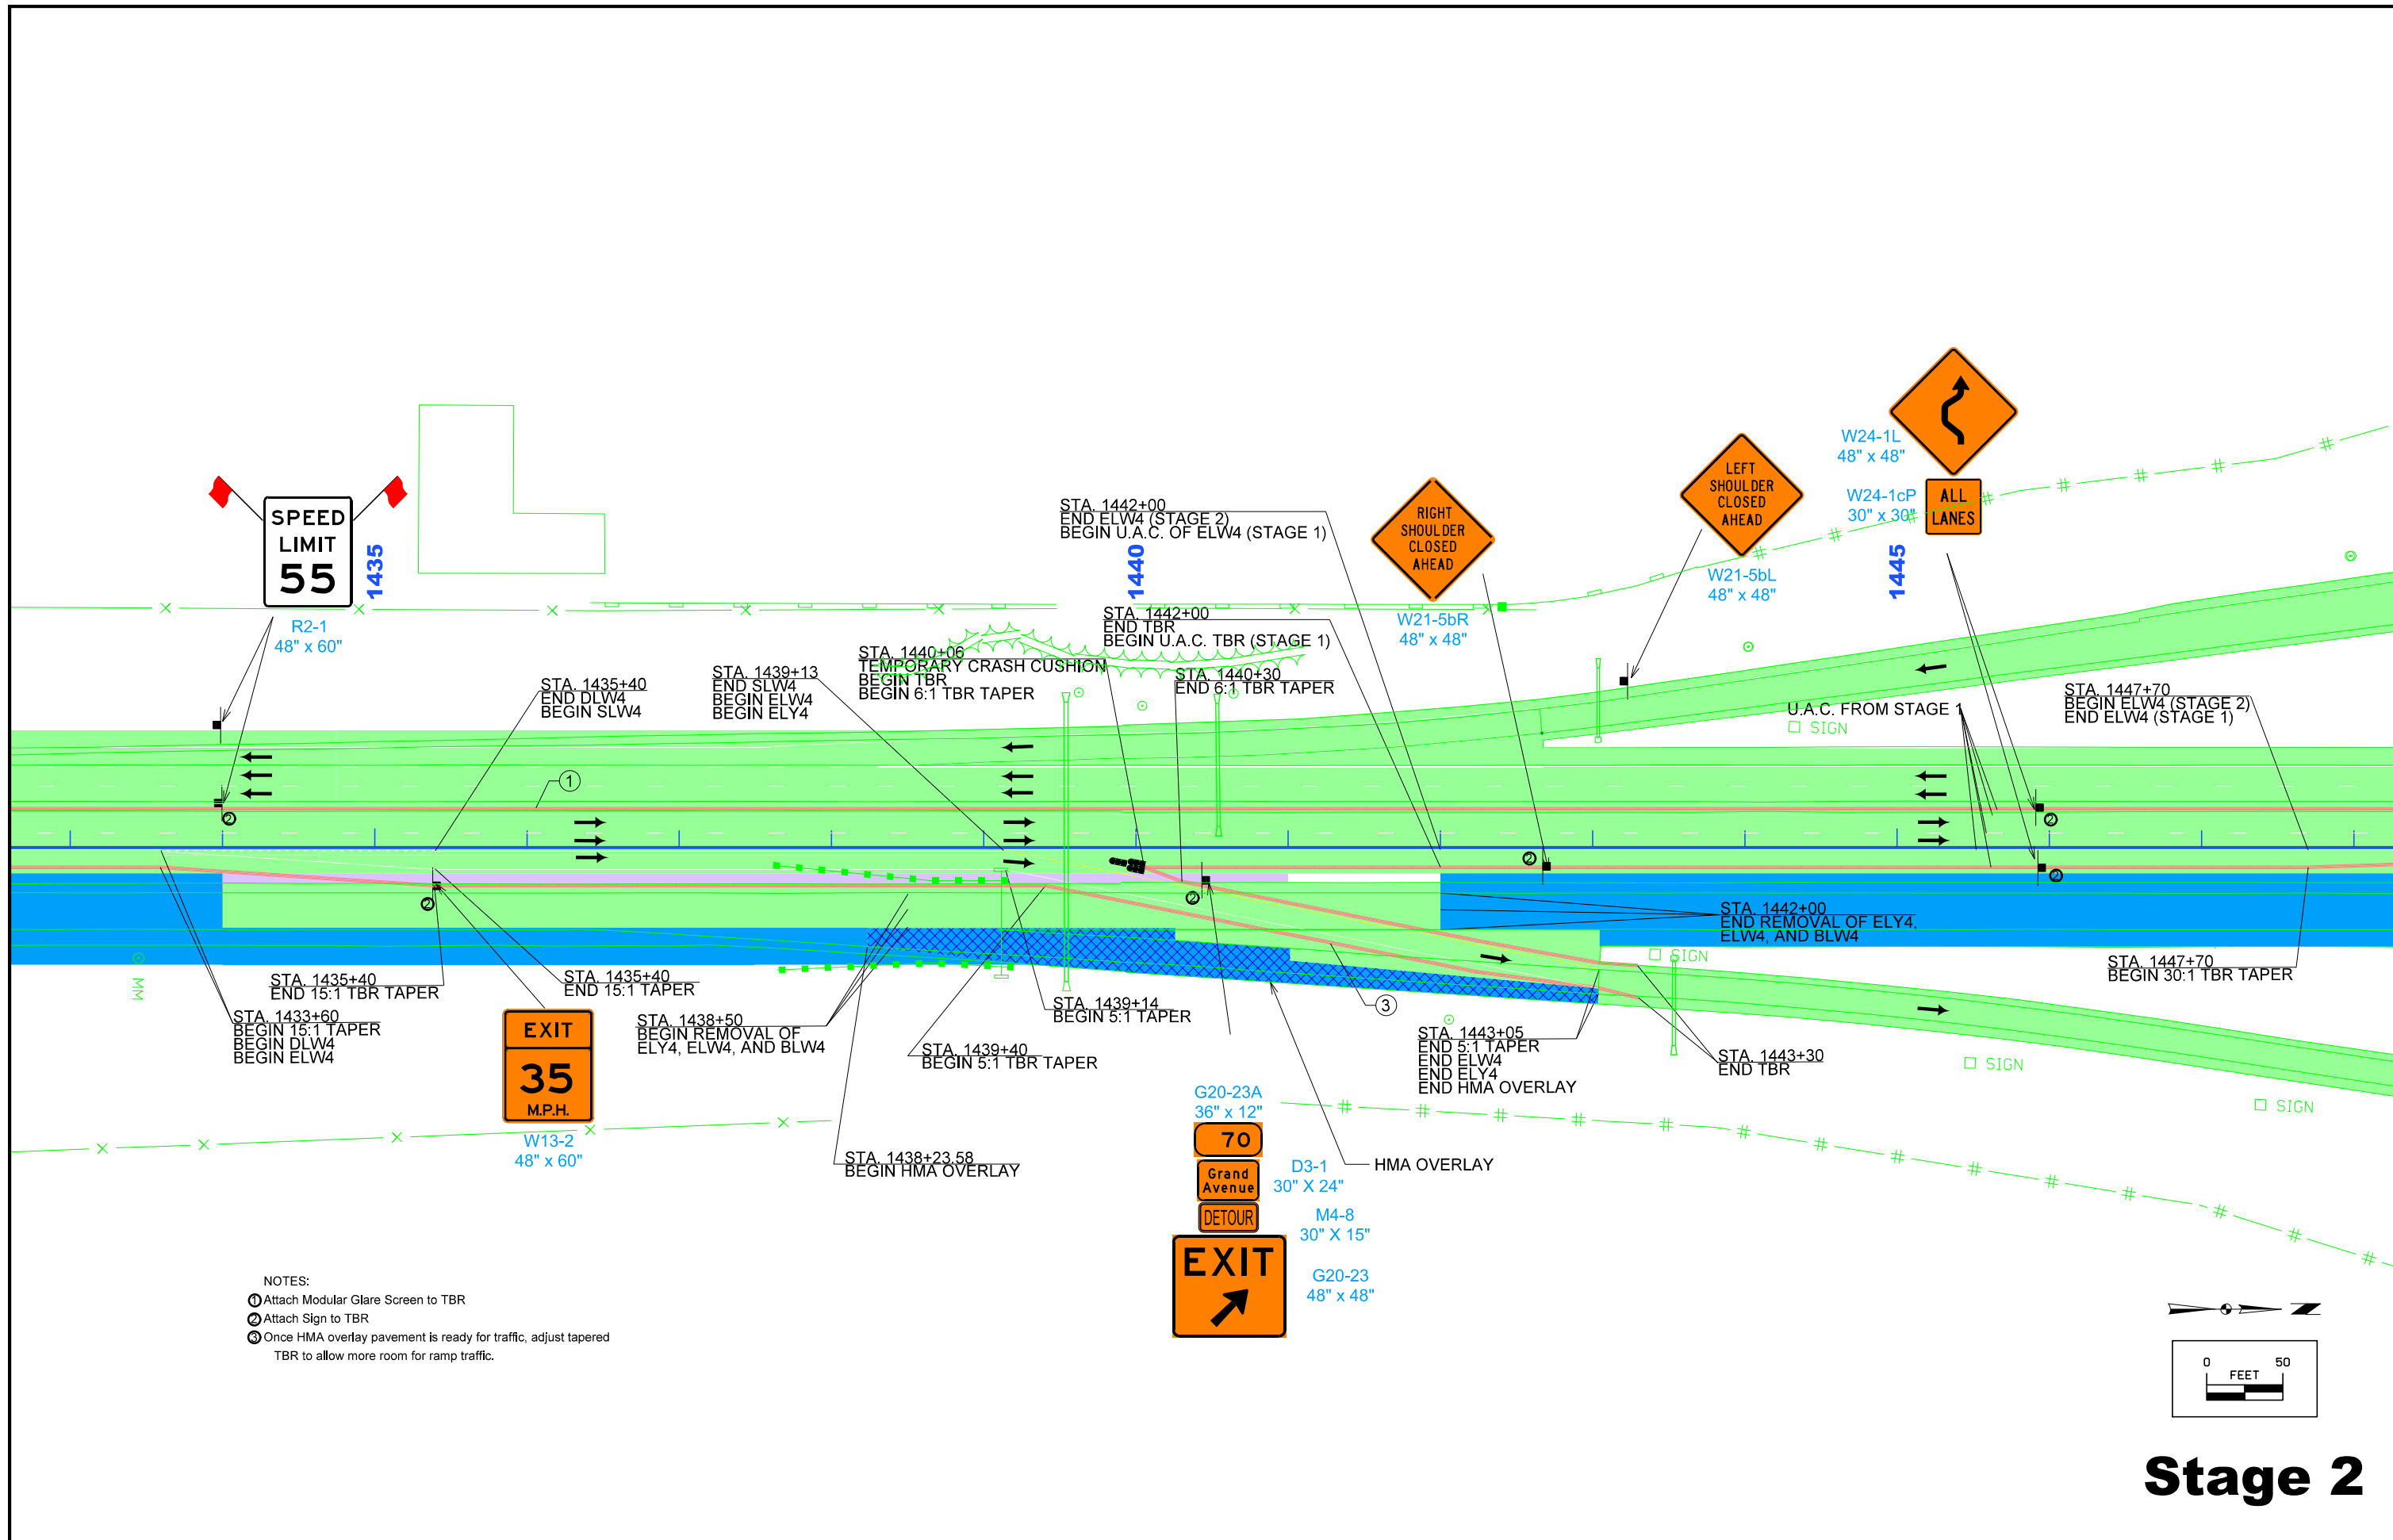 W24-1L
48" x 48"
W24-1cP
30" x 30"
ALL
LANES
LEFT
SHOULDER
CLOSED
AHEAD
W21-5bL
48" x 48"
RIGHT
SHOULDER
CLOSED
AHEAD
W21-5bR
48" x 48"
SPEED
LIMIT
55
R2-1
48" x 60"
1435
1440
1445
STA. 1442+00
END ELW4 (STAGE 2)
BEGIN U.A.C. OF ELW4 (STAGE 1)
STA. 1442+00
END TBR
BEGIN U.A.C. TBR (STAGE 1)
STA. 1440+06
TEMPORARY CRASH CUSHION
BEGIN TBR
BEGIN 6:1 TBR TAPER
STA. 1440+30
END 6:1 TBR TAPER
STA. 1439+13
END SLW4
BEGIN ELW4
BEGIN ELY4
STA. 1435+40
END DLW4
BEGIN SLW4
U.A.C. FROM STAGE 1
SIGN
STA. 1447+70
BEGIN ELW4 (STAGE 2)
END ELW4 (STAGE 1)
1
2
2
2
2
2
2
STA. 1442+00
END REMOVAL OF ELY4,
ELW4, AND BLW4
SIGN
STA. 1447+70
BEGIN 30:1 TBR TAPER
MM
STA. 1435+40
END 15:1 TBR TAPER
STA. 1435+40
END 15:1 TAPER
STA. 1433+60
BEGIN 15:1 TAPER
BEGIN DLW4
BEGIN ELW4
EXIT
35
M.P.H.
W13-2
48" x 60"
STA. 1438+50
BEGIN REMOVAL OF
ELY4, ELW4, AND BLW4
STA. 1439+14
BEGIN 5:1 TAPER
3
STA. 1439+40
BEGIN 5:1 TBR TAPER
STA. 1443+05
END 5:1 TAPER
END ELW4
END ELY4
END HMA OVERLAY
STA. 1443+30
END TBR
SIGN
SIGN
STA. 1438+23.58
BEGIN HMA OVERLAY
HMA OVERLAY
G20-23A
36" x 12"
70
Grand
Avenue
D3-1
30" X 24"
DETOUR
M4-8
30" X 15"
EXIT
G20-23
48" x 48"
NOTES:
1 Attach Modular Glare Screen to TBR
2 Attach Sign to TBR
3 Once HMA overlay pavement is ready for traffic, adjust tapered
TBR to allow more room for ramp traffic.
0 50
FEET
Stage 2